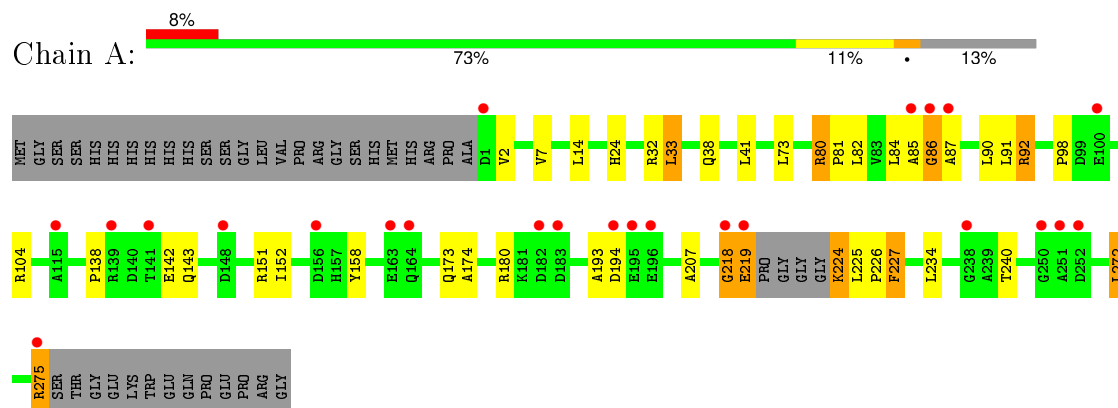 8%
Chain A:
73% 11% • 13%
MET GLY SER SER HIS HIS HIS HIS HIS HIS SER SER GLY LEU VAL PRO ARG GLY SER HIS MET HIS ARG PRO ALA D1 V2 V7 L14 H24 R32 L33 Q38 L41 L73 R80 P81 L82 V83 L84 A85 G86 A87 L90 L91 R92 P98 D99 E100
R104 A115 P138 R139 D140 T141 E142 Q143 D148 R151 I152 D156 H157 Y158 E163 Q164 Q173 A174 R180 K181 D182 D183 A193 D194 E195 E196 A207 G218 E219 PRO GLY GLY GLY K224 L225 P226 F227 L234 G238 A239 T240 G250 A251 D252
R275 SER THR GLY GLU LYS TRP GLU GLN PRO GLU PRO ARG GLY